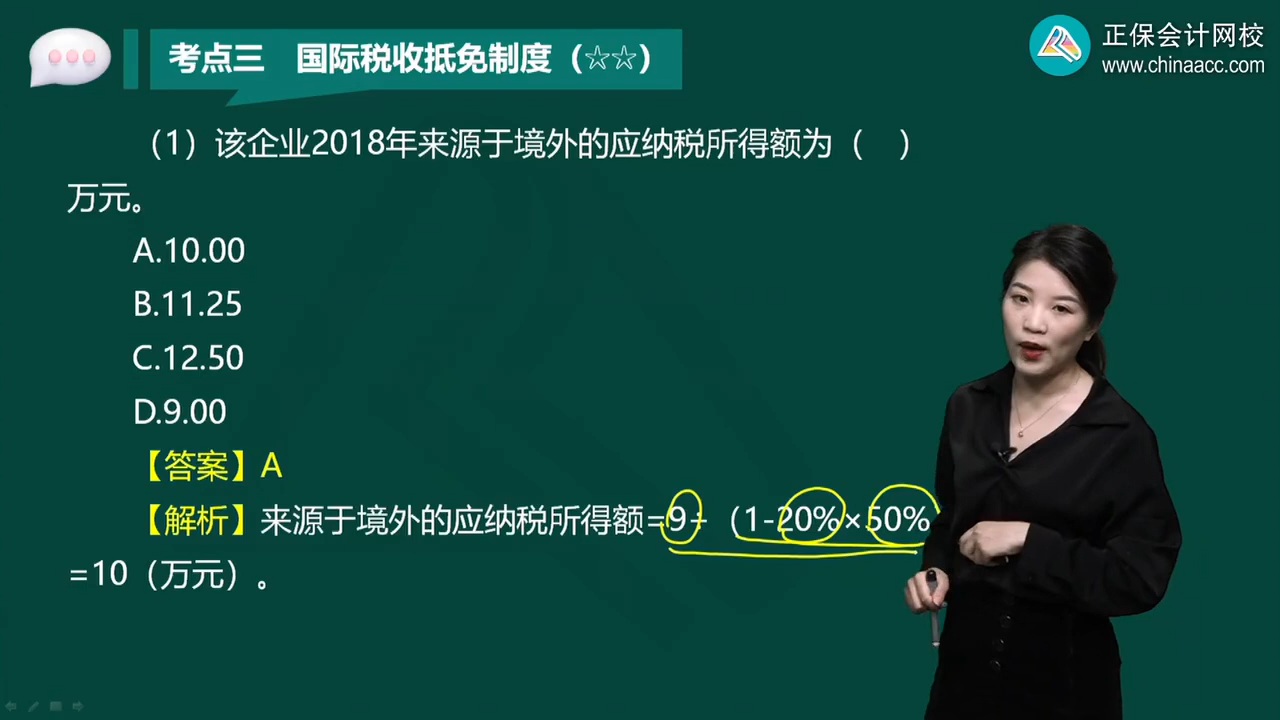 考点三 国际税收抵免制度（☆☆）
正保会计网校
www.chinaacc.com
（1）该企业2018年来源于境外的应纳税所得额为（ ）
万元。
A.10.00
B.11.25
C.12.50
D.9.00
【答案】A
【解析】来源于境外的应纳税所得额=9÷（1-20%×50%
=10（万元）。